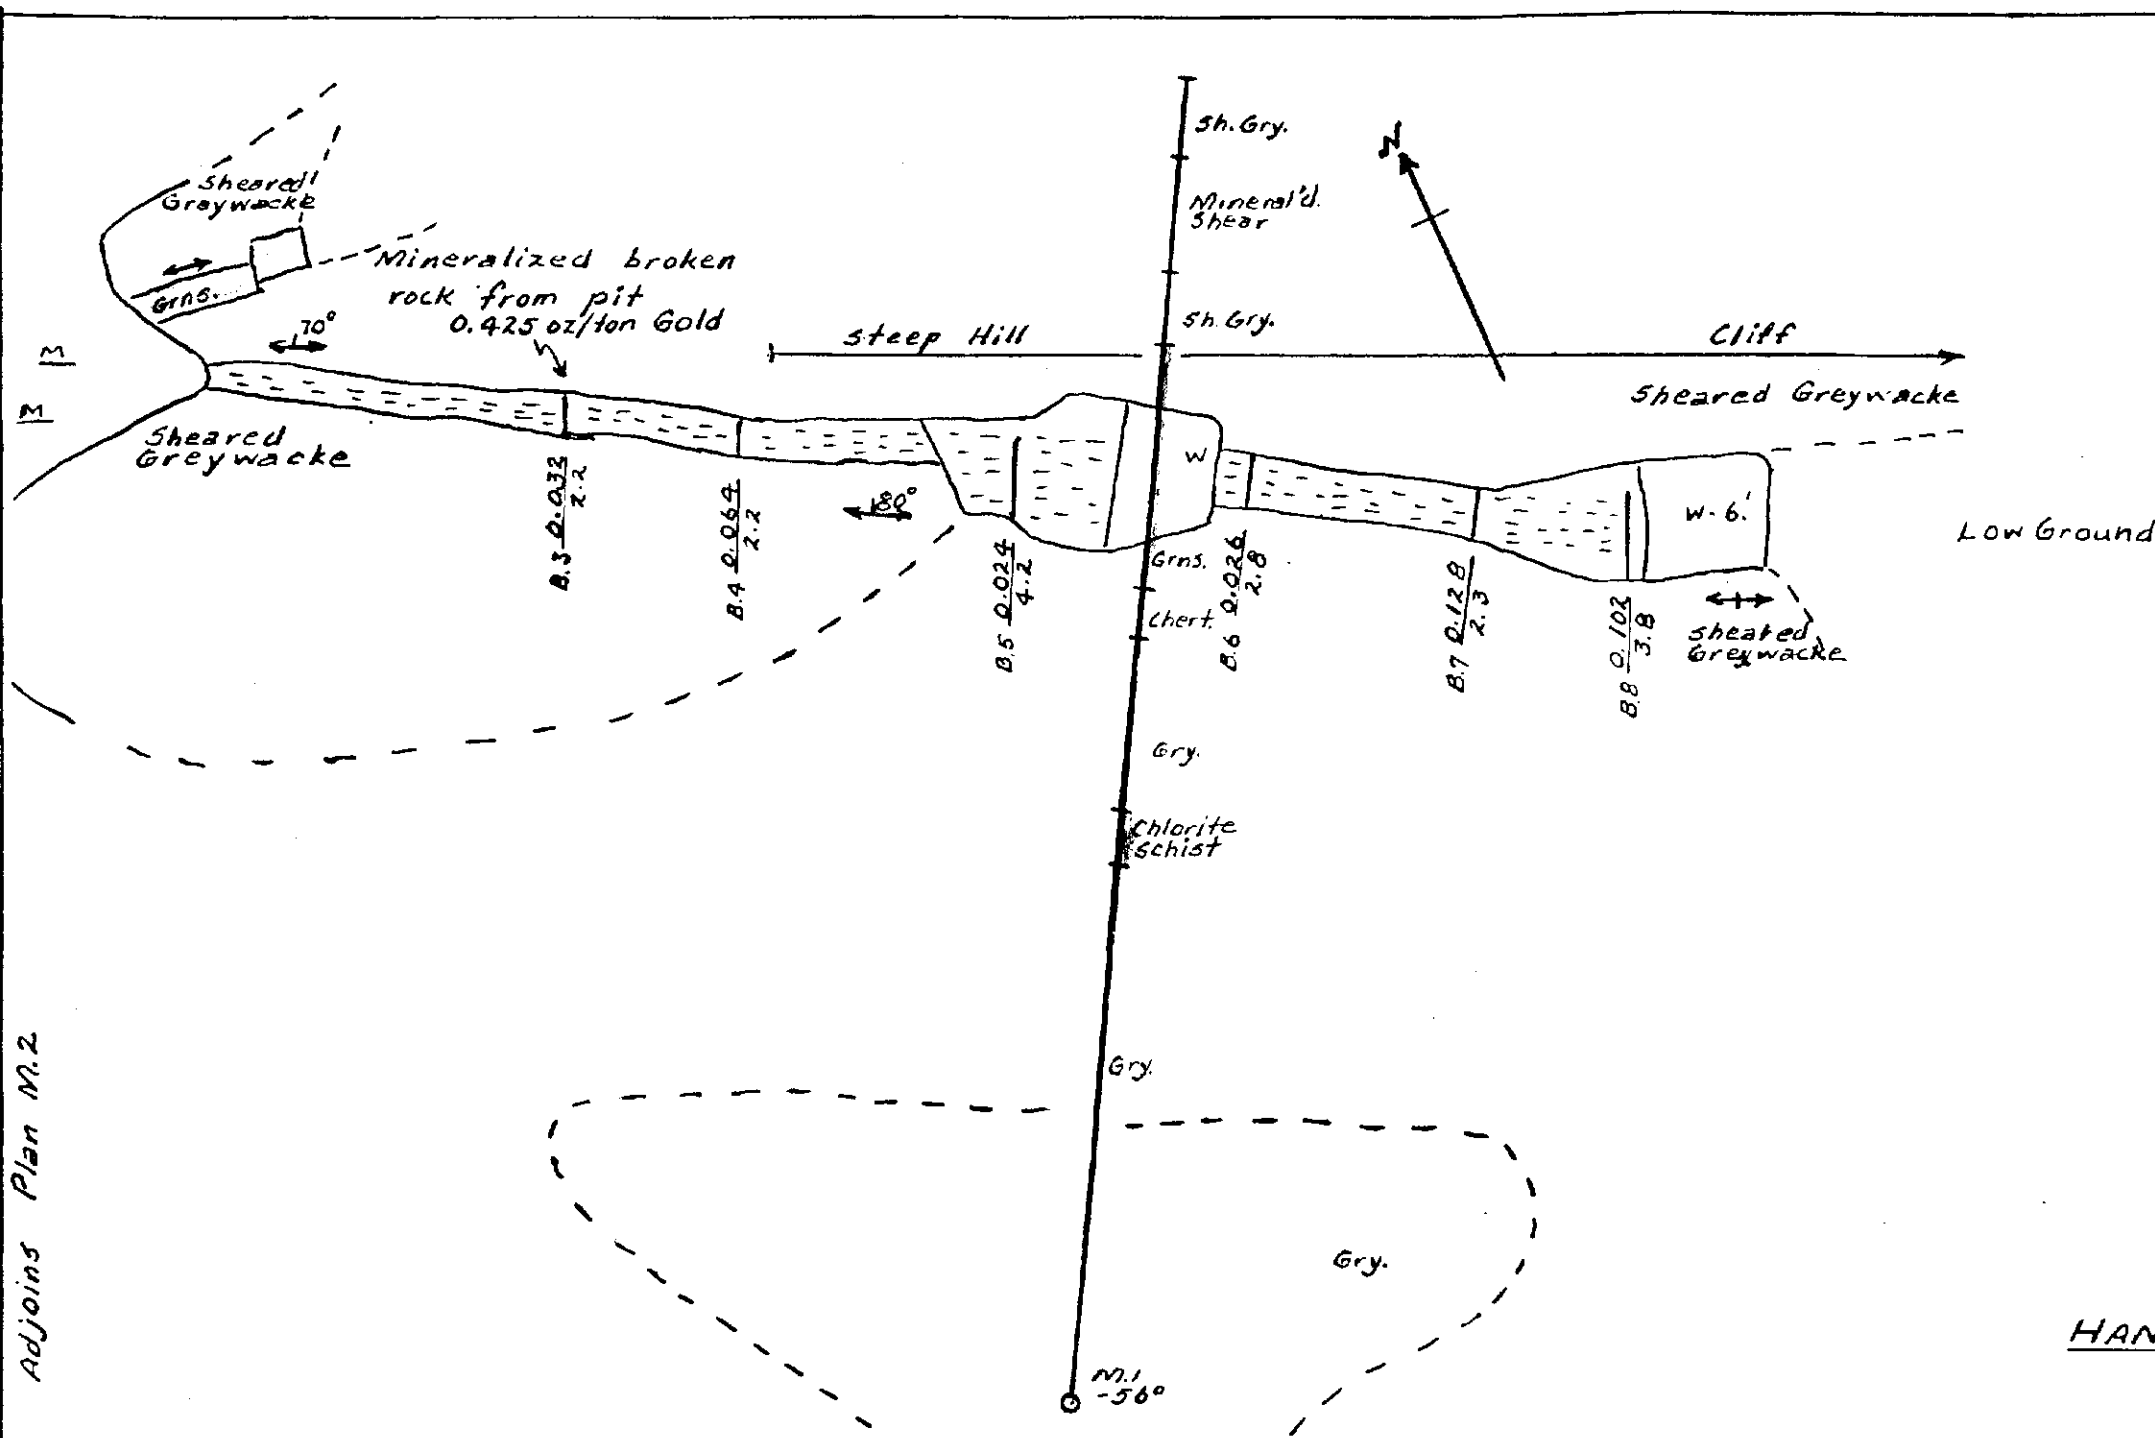 Sh. Gry.
N
Mineral'd.
Shear
Sheared
Greywacke
Mineralized broken
rock from pit
0.425 oz/ton Gold
Grns.
70°
Sh. Gry.
Steep Hill
Cliff
M
M
Sheared Greywacke
Sheared
Greywacke
W
W-6'
Low Ground
80°
B.3 0.032
2.2
B.4 0.064
2.2
B.5 0.024
4.2
Grns.
Chert.
B.6 0.026
2.8
B.7 0.128
2.3
B.8 0.102
3.8
Sheared
Greywacke
Gry.
Chlorite
Schist
Gry.
Adjoins Plan M.2
Gry.
HAN
M.1
-56°